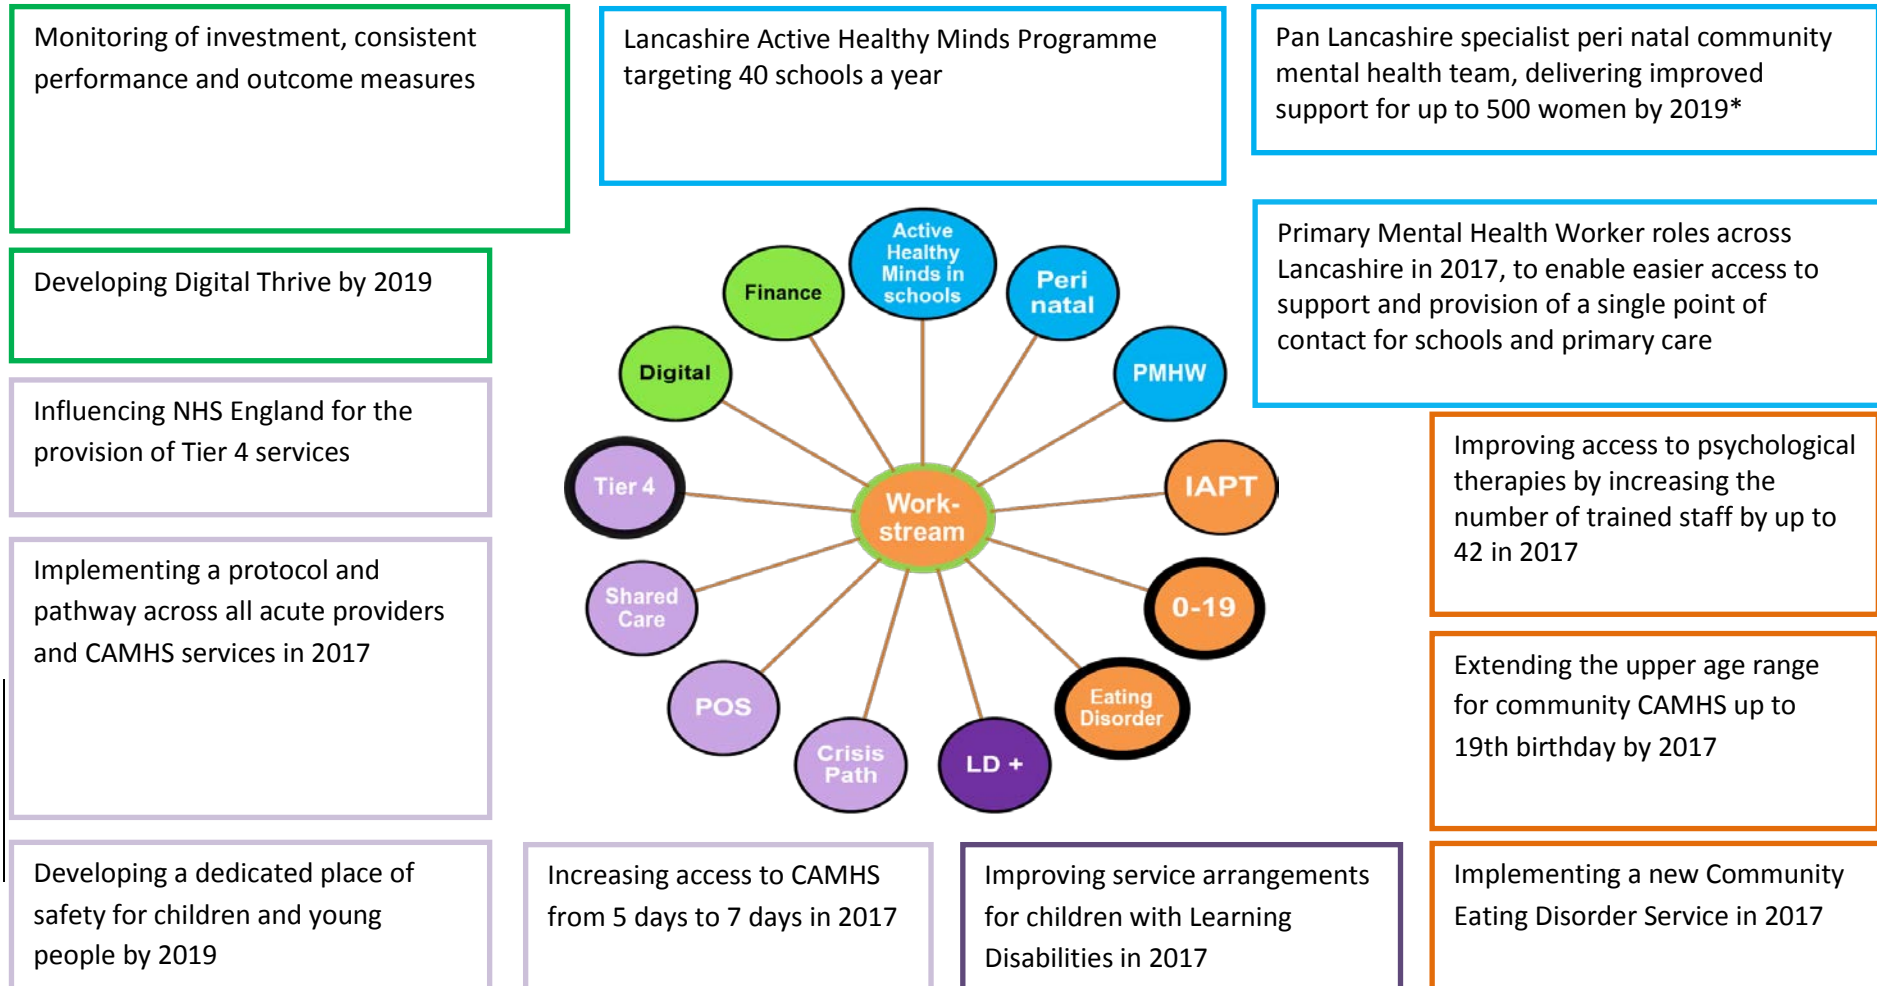 Monitoring of investment, consistent
performance and outcome measures
Lancashire Active Healthy Minds Programme
targeting 40 schools a year
Pan Lancashire specialist peri natal community
mental health team, delivering improved
support for up to 500 women by 2019*
Primary Mental Health Worker roles across
Lancashire in 2017, to enable easier access to
support and provision of a single point of
contact for schools and primary care
Developing Digital Thrive by 2019
Influencing NHS England for the
provision of Tier 4 services
Implementing a protocol and
pathway across all acute providers
and CAMHS services in 2017
Active
Healthy
Minds in
schools
Peri
natal
PMHW
IAPT
0-19
Eating
Disorder
LD +
Crisis
Path
POS
Shared
Care
Tier 4
Digital
Finance
Work-
stream
Improving access to psychological
therapies by increasing the
number of trained staff by up to
42 in 2017
Extending the upper age range
for community CAMHS up to
19th birthday by 2017
Developing a dedicated place of
safety for children and young
people by 2019
Increasing access to CAMHS
from 5 days to 7 days in 2017
Improving service arrangements
for children with Learning
Disabilities in 2017
Implementing a new Community
Eating Disorder Service in 2017